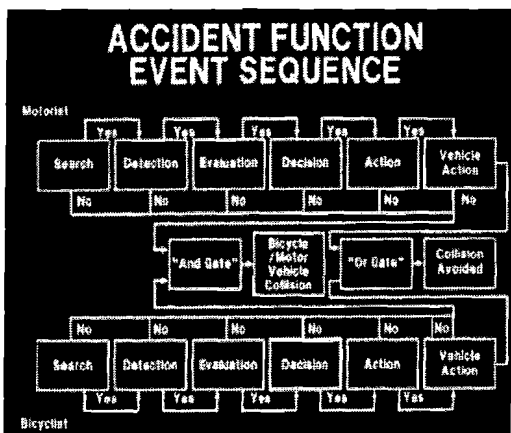 ACCIDENT FUNCTION
EVENT SEQUENCE
Motorist
Yes Yes Yes Yes Yes
Search Detection Evaluation Decision Action Vehicle
Action
No No No No No No
"And Gate" Bicycle
/Motor
Vehicle
Collision "Or Gate" Collision
Avoided
No No No No No No
Search Detection Evaluation Decision Action Vehicle
Action
Yes Yes Yes Yes Yes
Bicyclist